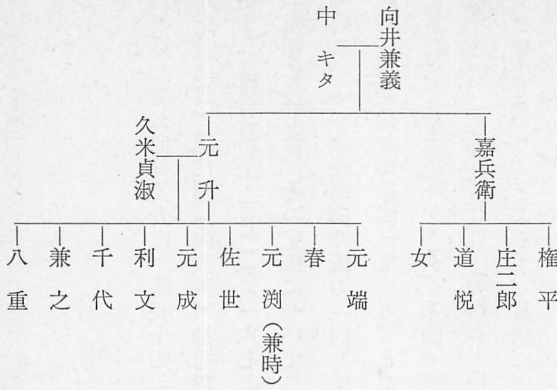 向井兼義
中キタ
嘉兵衛
元升
久米貞淑
権平
庄二郎
道悦
女
元端
春
元渕(兼時)
佐世
元成
利文
千代
兼之
八重